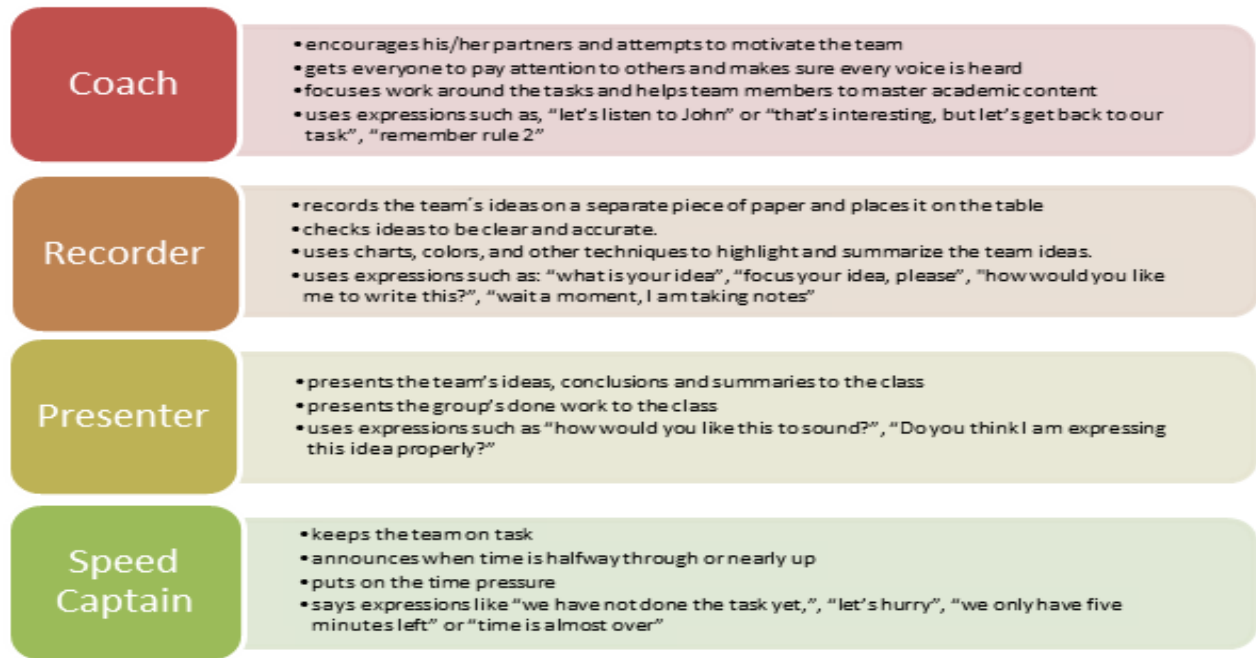 Coach
•encourages his/her partners and attempts to motivate the team
•gets everyone to pay attention to others and makes sure every voice is heard
•focuses work around the tasks and helps team members to master academic content
•uses expressions such as, “let’s listen to John” or “that’s interesting, but let’s get back to our
task”, “remember rule 2”
Recorder
•records the team´s ideas on a separate piece of paper and places it on the table
•checks ideas to be clear and accurate.
•uses charts, colors, and other techniques to highlight and summarize the team ideas.
•uses expressions such as: “what is your idea”, “focus your idea, please”, "how would you like
me to write this?”, “wait a moment, I am taking notes”
Presenter
•presents the team’s ideas, conclusions and summaries to the class
•presents the group’s done work to the class
•uses expressions such as “how would you like this to sound?”, “Do you think I am expressing
this idea properly?”
Speed
Captain
•keeps the team on task
•announces when time is halfway through or nearly up
•puts on the time pressure
•says expressions like “we have not done the task yet,”, “let’s hurry”, “we only have five
minutes left” or “time is almost over”